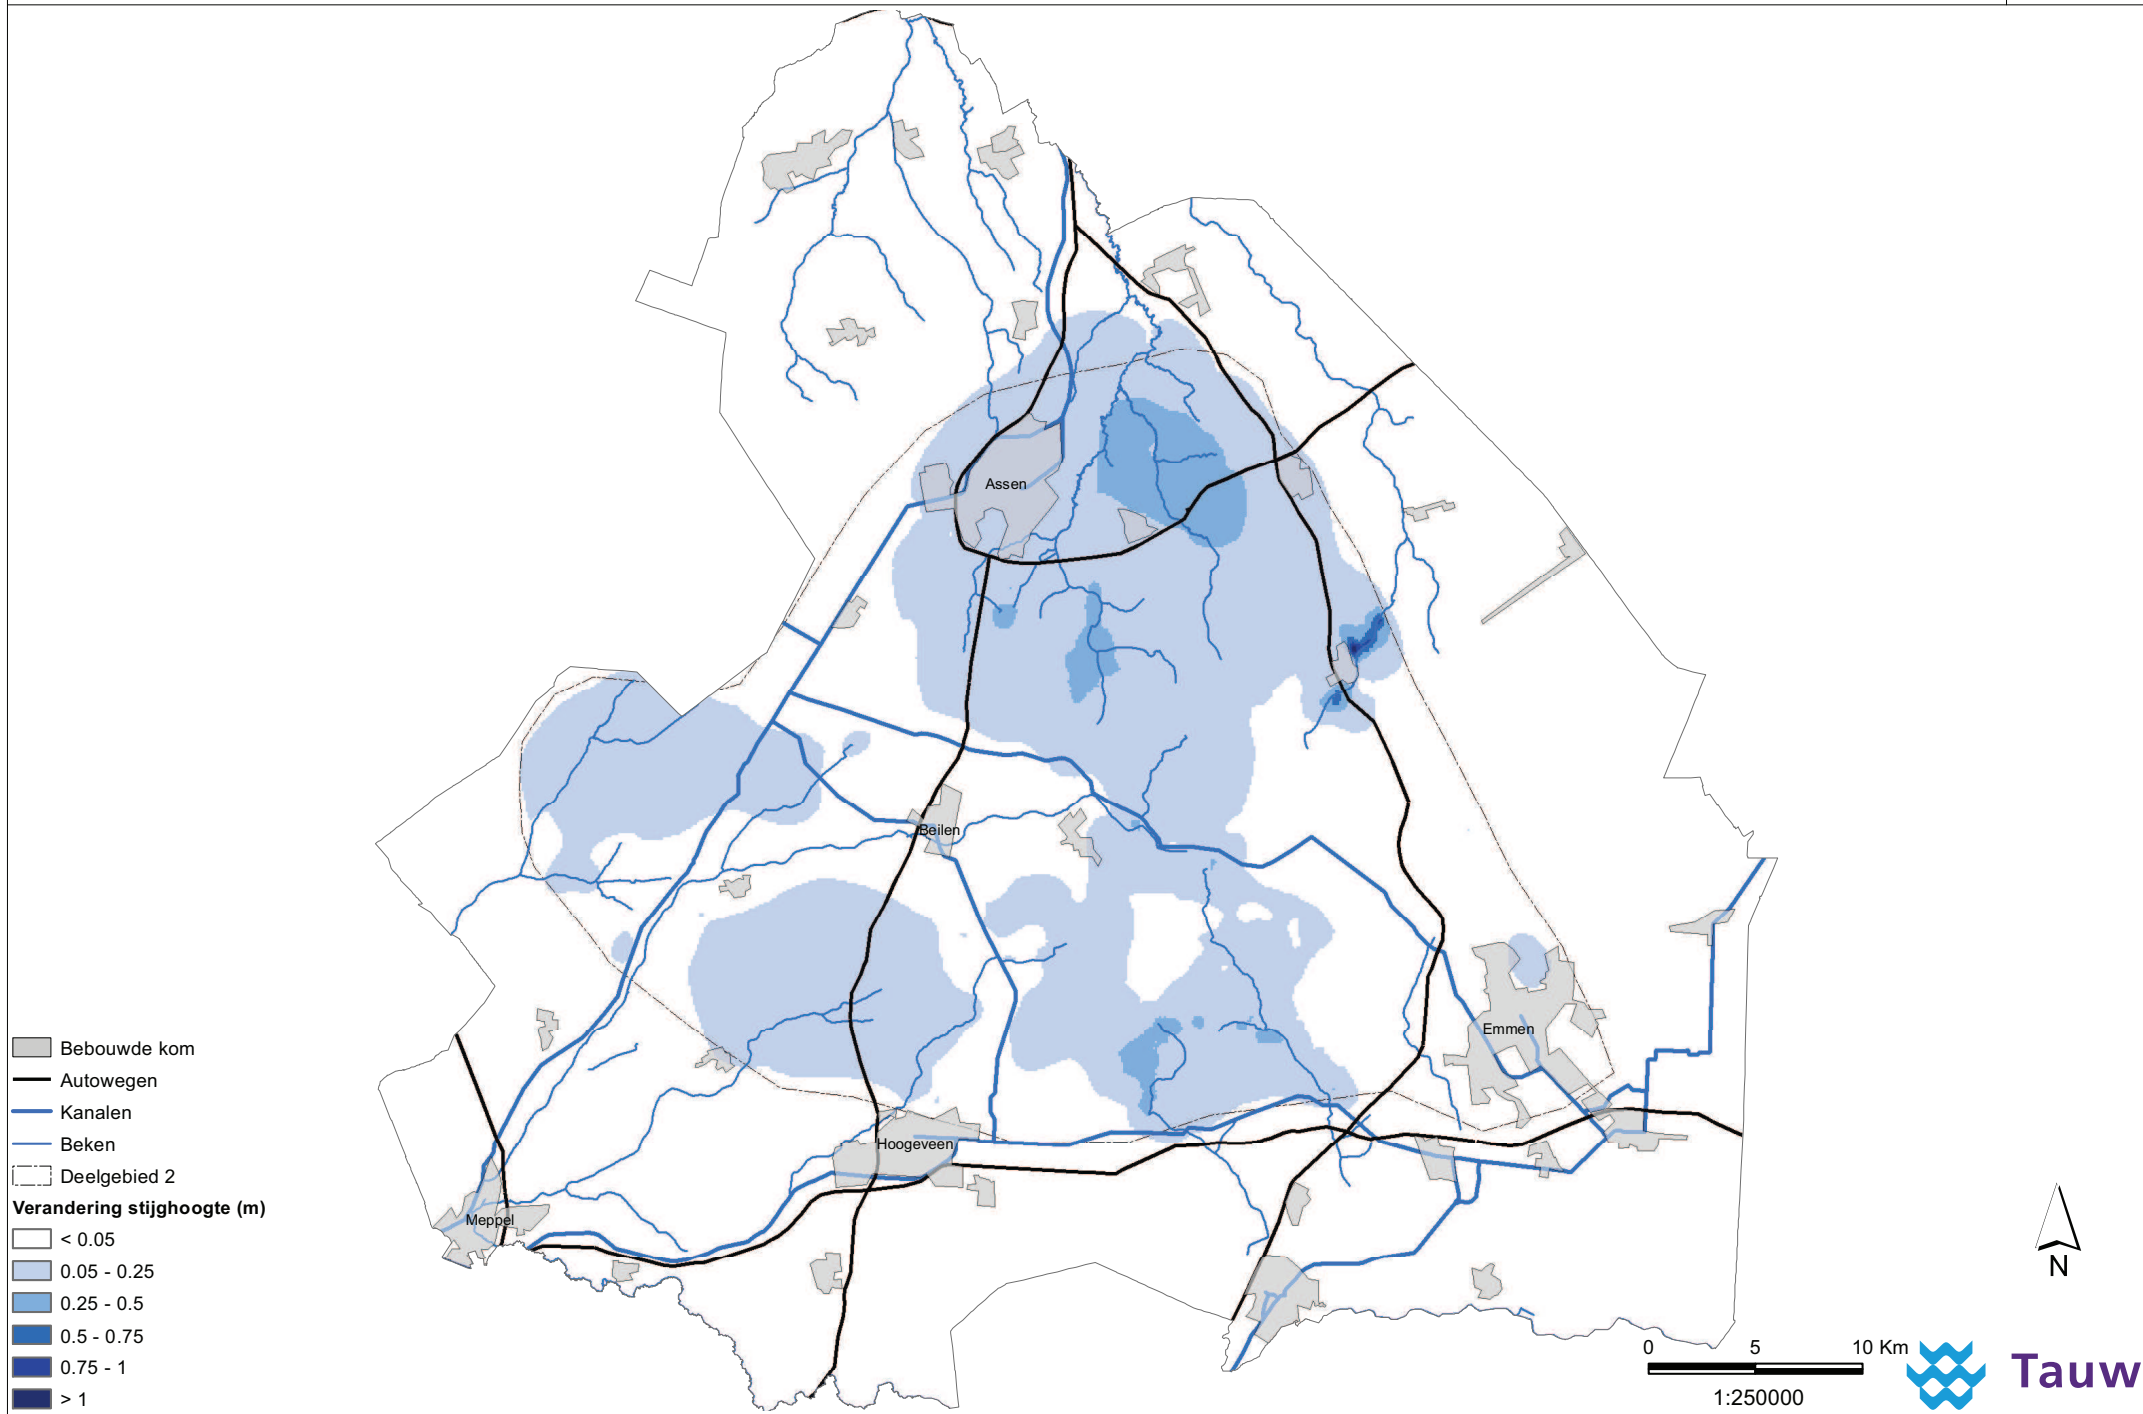 Assen
Beilen
Emmen
Hoogeveen
Meppel
Bebouwde kom
Autowegen
Kanalen
Beken
Deelgebied 2
Verandering stijghoogte (m)
< 0.05
0.05 - 0.25
0.25 - 0.5
0.5 - 0.75
0.75 - 1
> 1
N
0 5 10 Km
1:250000
Tauw